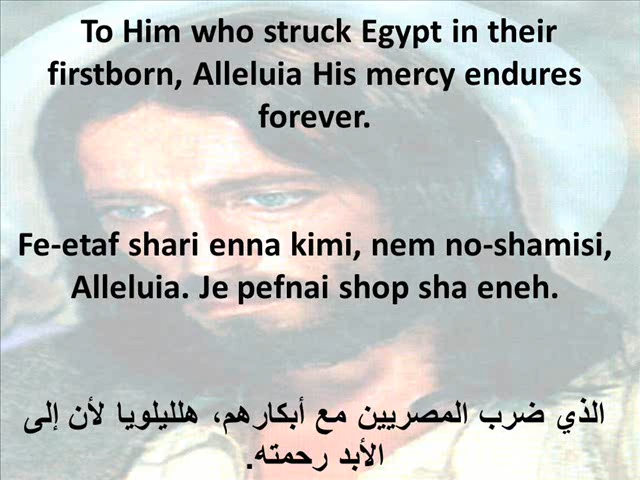 To Him who struck Egypt in their
firstborn, Alleluia His mercy endures
forever.
Fe-etaf shari enna kimi, nem no-shamisi,
Alleluia. Je pefnai shop sha eneh.
الذي ضرب المصريين مع أبكارهم، هلليلويا لأن إلى
الأبد رحمته.